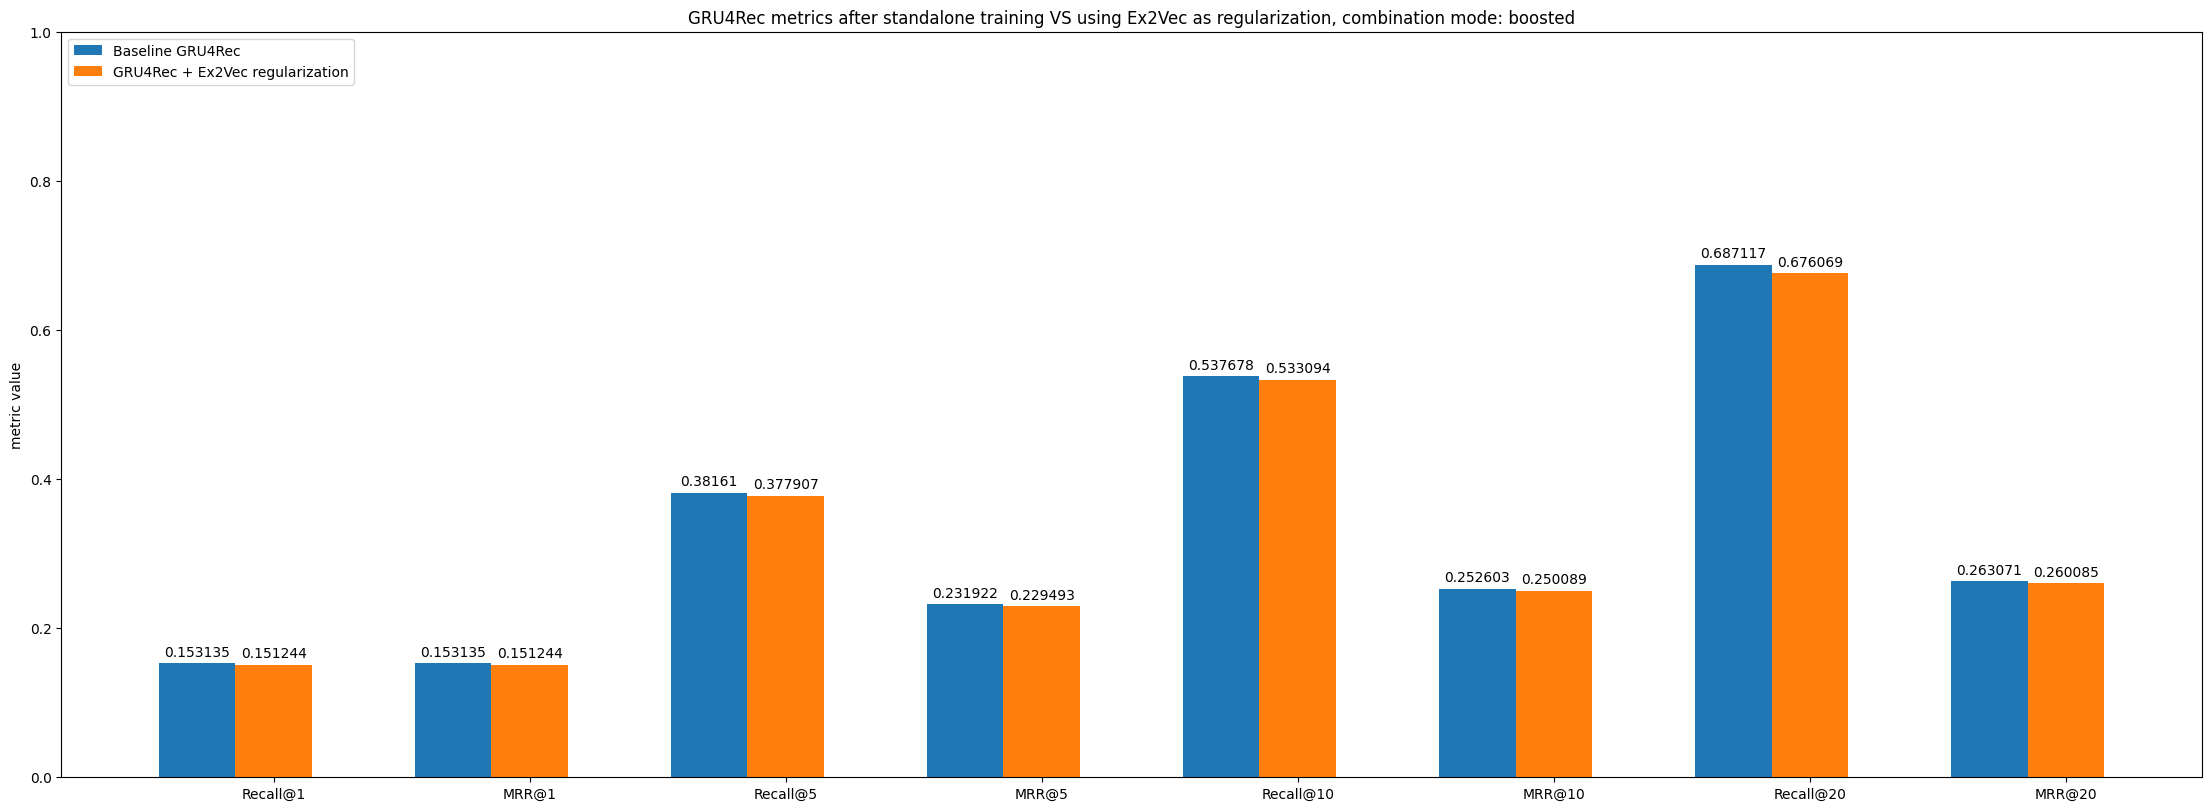 GRU4Rec metrics after standalone training VS using Ex2Vec as regularization, combination mode: boosted
Baseline GRU4Rec
GRU4Rec + Ex2Vec regularization
metric value
1.0
0.8
0.6
0.4
0.2
0.0
0.153135 0.151244
0.153135 0.151244
0.38161 0.377907
0.231922 0.229493
0.537678 0.533094
0.252603 0.250089
0.687117 0.676069
0.263071 0.260085
Recall@1 MRR@1 Recall@5 MRR@5 Recall@10 MRR@10 Recall@20 MRR@20